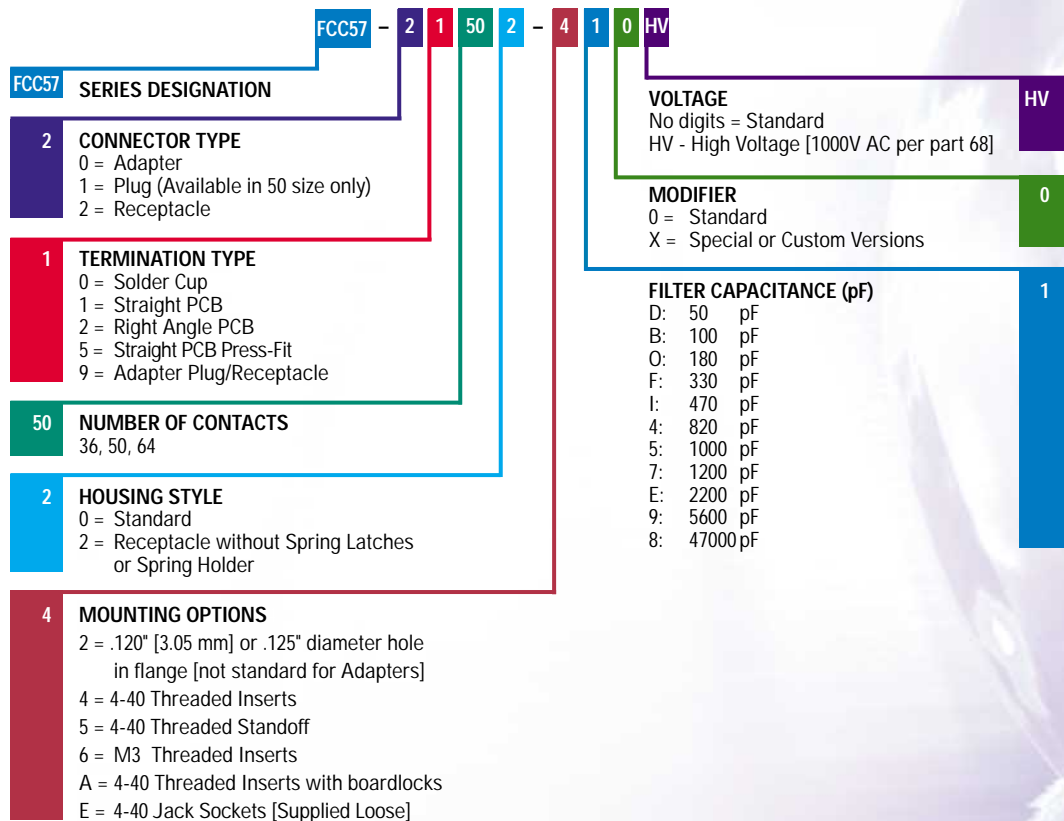 FCC57 – 2 1 50 2 - 4 1 0 HV
FCC57 SERIES DESIGNATION
2 CONNECTOR TYPE
0 = Adapter
1 = Plug (Available in 50 size only)
2 = Receptacle
1 TERMINATION TYPE
0 = Solder Cup
1 = Straight PCB
2 = Right Angle PCB
5 = Straight PCB Press-Fit
9 = Adapter Plug/Receptacle
50 NUMBER OF CONTACTS
36, 50, 64
2 HOUSING STYLE
0 = Standard
2 = Receptacle without Spring Latches
or Spring Holder
4 MOUNTING OPTIONS
2 = .120" [3.05 mm] or .125" diameter hole
in flange [not standard for Adapters]
4 = 4-40 Threaded Inserts
5 = 4-40 Threaded Standoff
6 = M3 Threaded Inserts
A = 4-40 Threaded Inserts with boardlocks
E = 4-40 Jack Sockets [Supplied Loose]
VOLTAGE HV
No digits = Standard
HV - High Voltage [1000V AC per part 68]
MODIFIER 0
0 = Standard
X = Special or Custom Versions
FILTER CAPACITANCE (pF) 1
D: 50 pF
B: 100 pF
O: 180 pF
F: 330 pF
I: 470 pF
4: 820 pF
5: 1000 pF
7: 1200 pF
E: 2200 pF
9: 5600 pF
8: 47000 pF